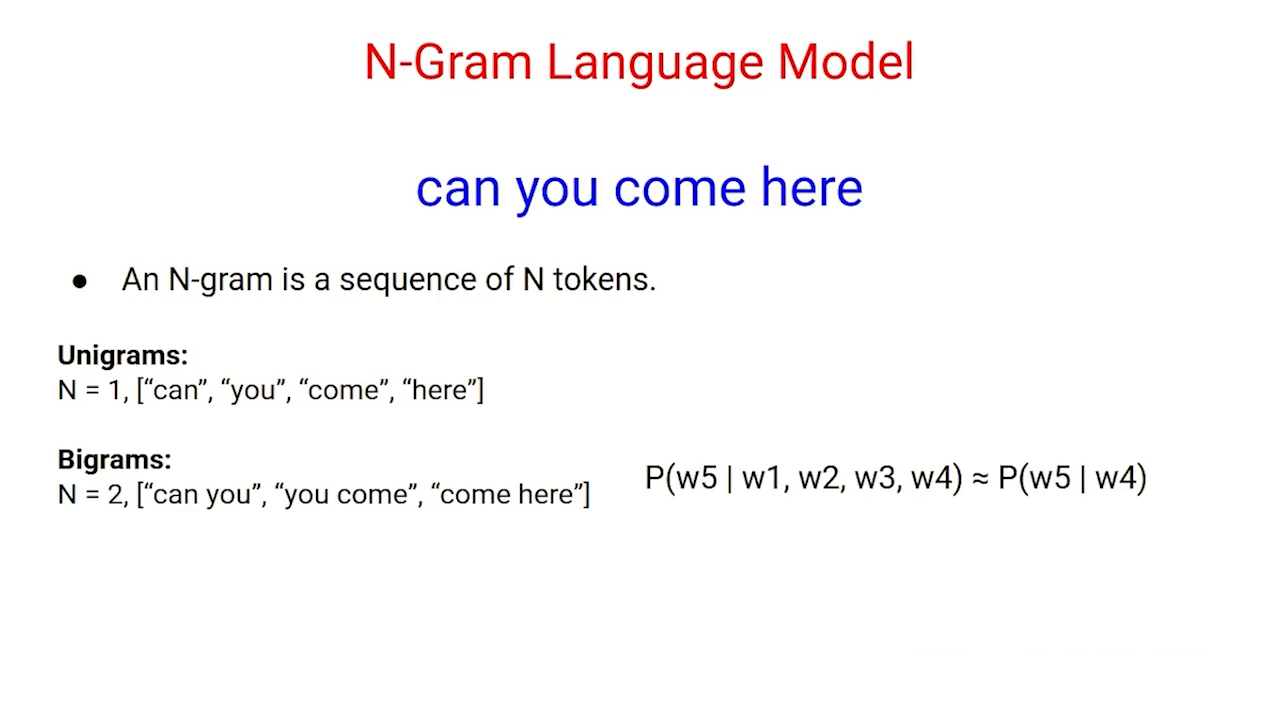 N-Gram Language Model
can you come here
● An N-gram is a sequence of N tokens.
Unigrams:
N = 1, [“can”, “you”, “come”, “here”]
Bigrams:
N = 2, [“can you”, “you come”, “come here”]
P(w5 | w1, w2, w3, w4) ≈ P(w5 | w4)